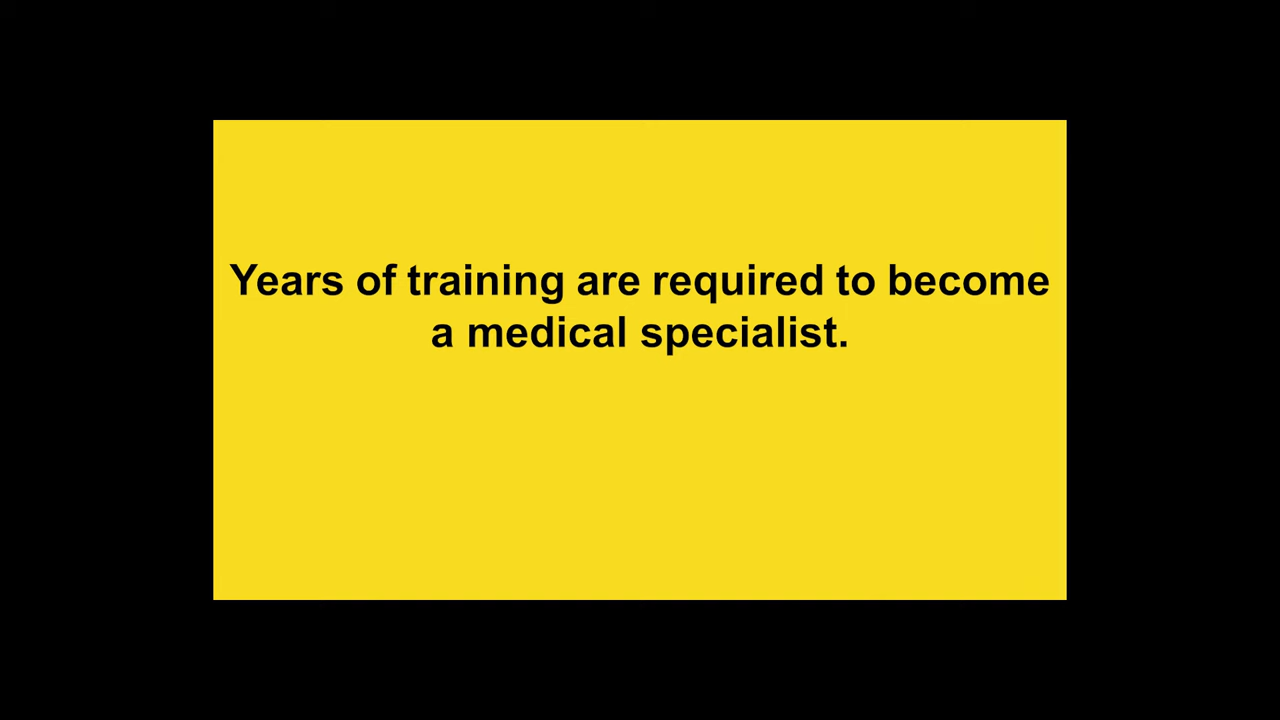 Years of training are required to become
a medical specialist.